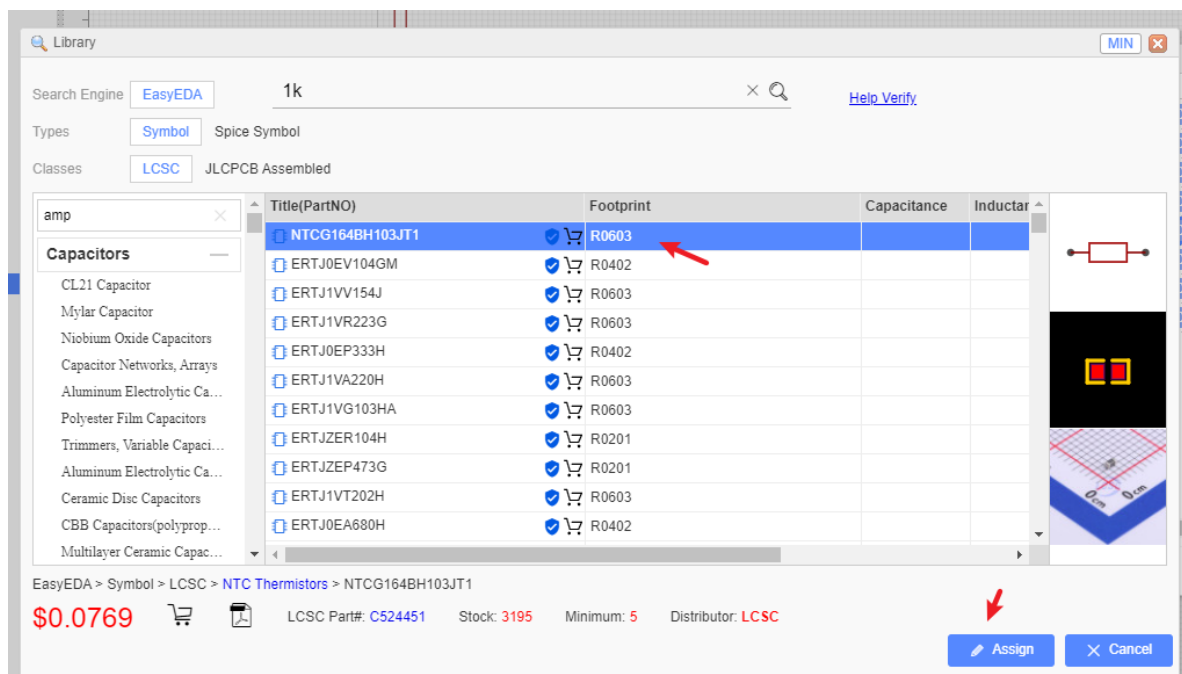 Library MIN
Search Engine EasyEDA 1k Help Verify
Types Symbol Spice Symbol
Classes LCSC JLCPCB Assembled
amp Title(PartNO) Footprint Capacitance Inductar
NTCG164BH103JT1 R0603
Capacitors
ERTJ0EV104GM R0402
CL21 Capacitor
ERTJ1VV154J R0603
Mylar Capacitor
ERTJ1VR223G R0603
Niobium Oxide Capacitors
ERTJ0EP333H R0402
Capacitor Networks, Arrays
ERTJ1VA220H R0603
Aluminum Electrolytic Ca...
ERTJ1VG103HA R0603
Polyester Film Capacitors
ERTJZER104H R0201
Trimmers, Variable Capaci...
ERTJZEP473G R0201
Aluminum Electrolytic Ca...
ERTJ1VT202H R0603
Ceramic Disc Capacitors
ERTJ0EA680H R0402
CBB Capacitors(polyprop...
Multilayer Ceramic Capac...
0cm 0cm
EasyEDA > Symbol > LCSC > NTC Thermistors > NTCG164BH103JT1
$0.0769 LCSC Part#: C524451 Stock: 3195 Minimum: 5 Distributor: LCSC
Assign Cancel